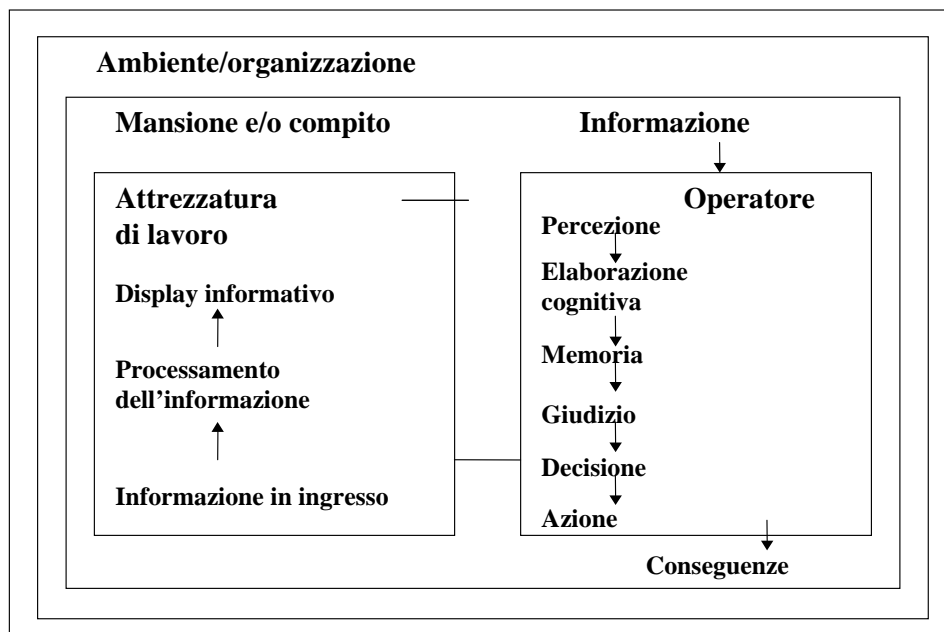 Ambiente/organizzazione
Mansione e/o compito
Informazione
Attrezzatura
di lavoro
Display informativo
Processamento
dell’informazione
Informazione in ingresso
Operatore
Percezione
Elaborazione
cognitiva
Memoria
Giudizio
Decisione
Azione
Conseguenze